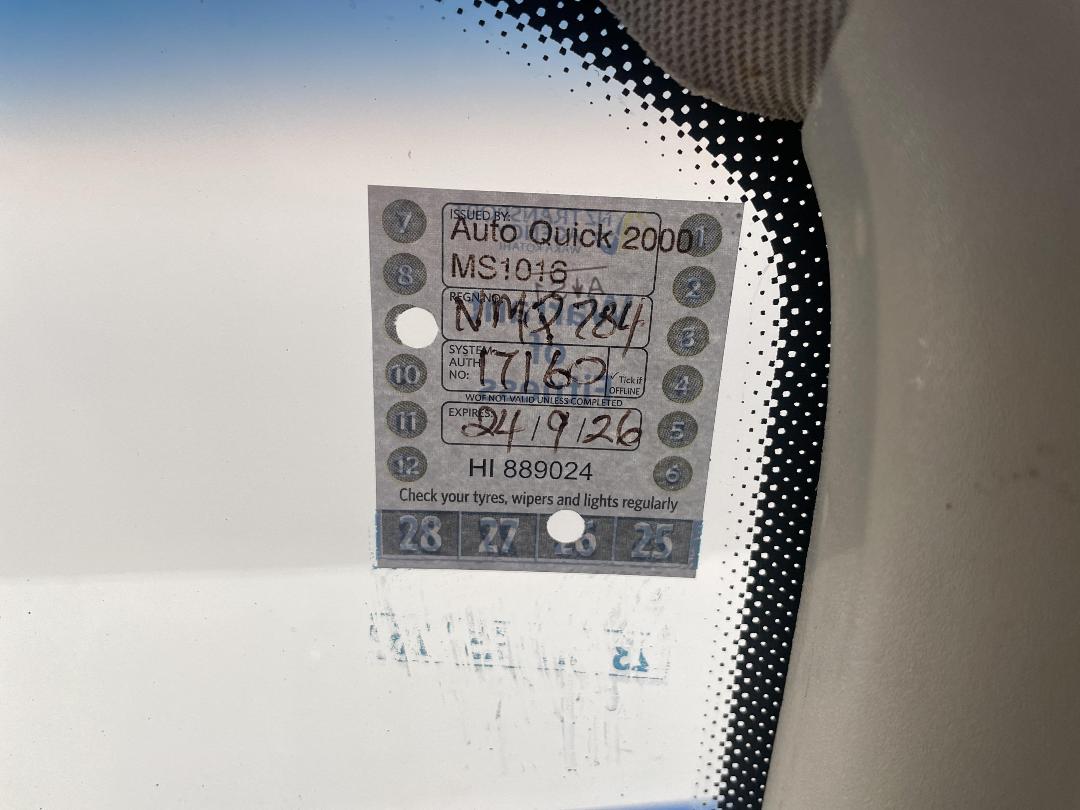 7
ISSUED BY:
Auto Quick 2000
1
8
MS1016
2
REGN NO:
NMQ784
3
10
SYSTEM
AUTH
NO:
17160
Tick if
OFFLINE
4
WOF NOT VALID UNLESS COMPLETED
11
EXPIRES:
24/9/26
5
12
HI 889024
6
Check your tyres, wipers and lights regularly
28 27 26 25